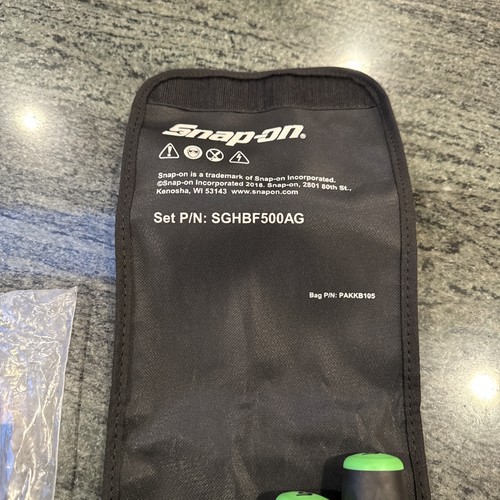 Snap-on®
Snap-on is a trademark of Snap-on Incorporated.
©Snap-on Incorporated 2018. Snap-on, 2801 80th St.,
Kenosha, WI 53143 www.snapon.com
Set P/N: SGHBF500AG
Bag P/N: PAKKB105